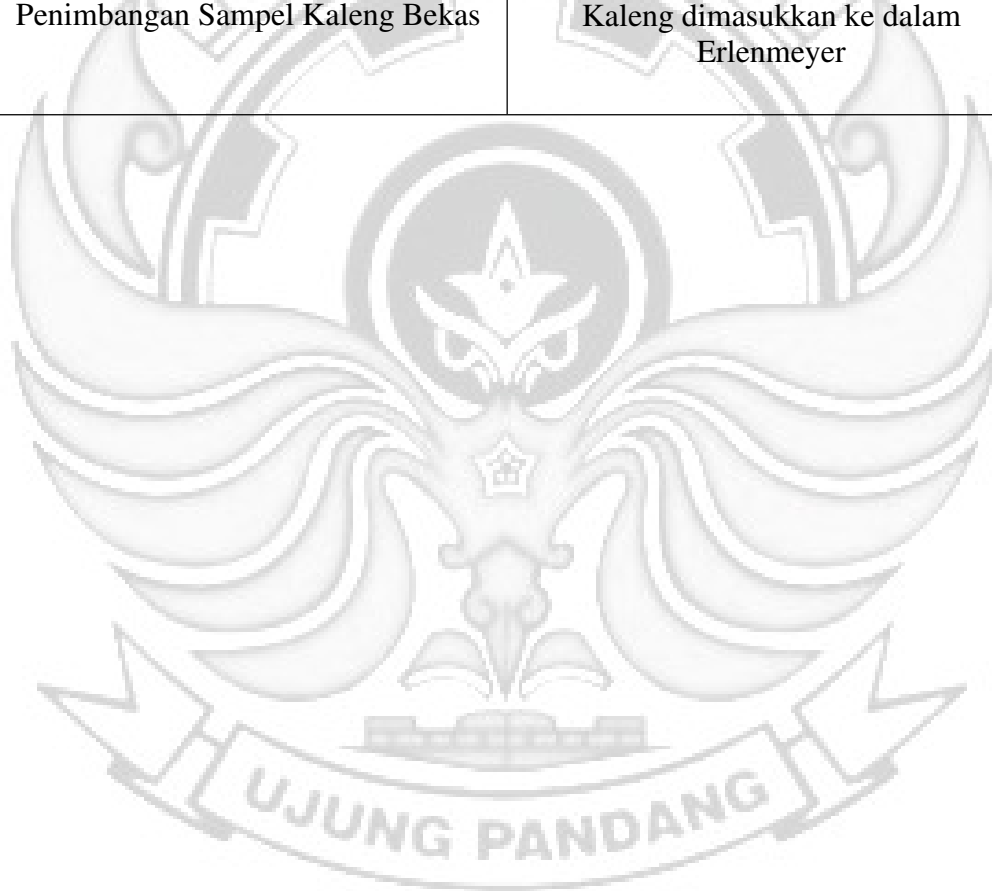 Penimbangan Sampel Kaleng Bekas
Kaleng dimasukkan ke dalam
Erlenmeyer
UJUNG PANDANG